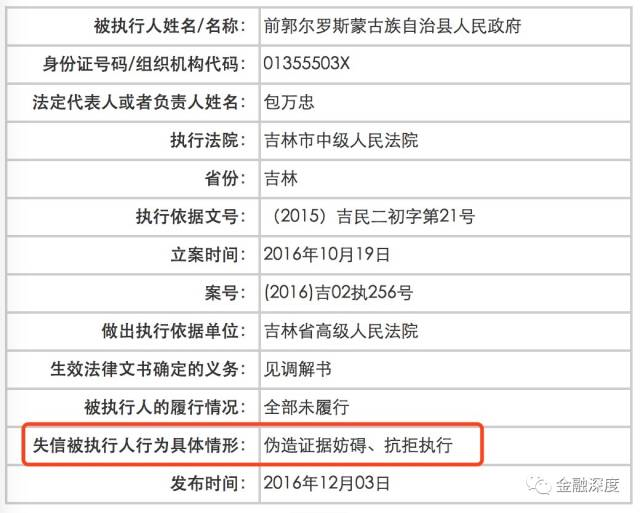 被执行人姓名/名称： 前郭尔罗斯蒙古族自治县人民政府
身份证号码/组织机构代码： 01355503X
法定代表人或者负责人姓名： 包万忠
执行法院： 吉林市中级人民法院
省份： 吉林
执行依据文号： （2015）吉民二初字第21号
立案时间： 2016年10月19日
案号： (2016)吉02执256号
做出执行依据单位： 吉林省高级人民法院
生效法律文书确定的义务： 见调解书
被执行人的履行情况： 全部未履行
失信被执行人行为具体情形： 伪造证据妨碍、抗拒执行
发布时间： 2016年12月03日
金融深度